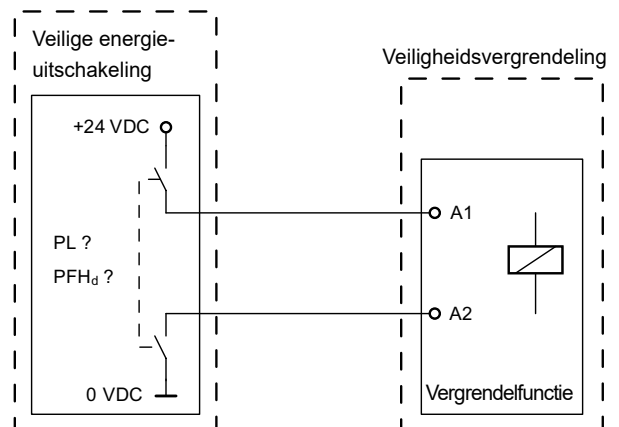 Veilige energie-
uitschakeling
Veiligheidsvergrendeling
+24 VDC
A1
PL ?
PFHd ?
A2
0 VDC
Vergrendelfunctie